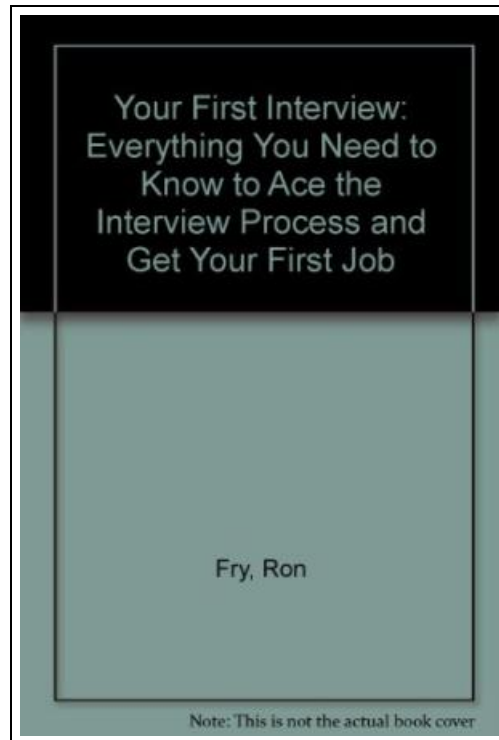 Your First Interview:
Everything You Need to
Know to Ace the
Interview Process and
Get Your First Job
Fry, Ron
Note: This is not the actual book cover